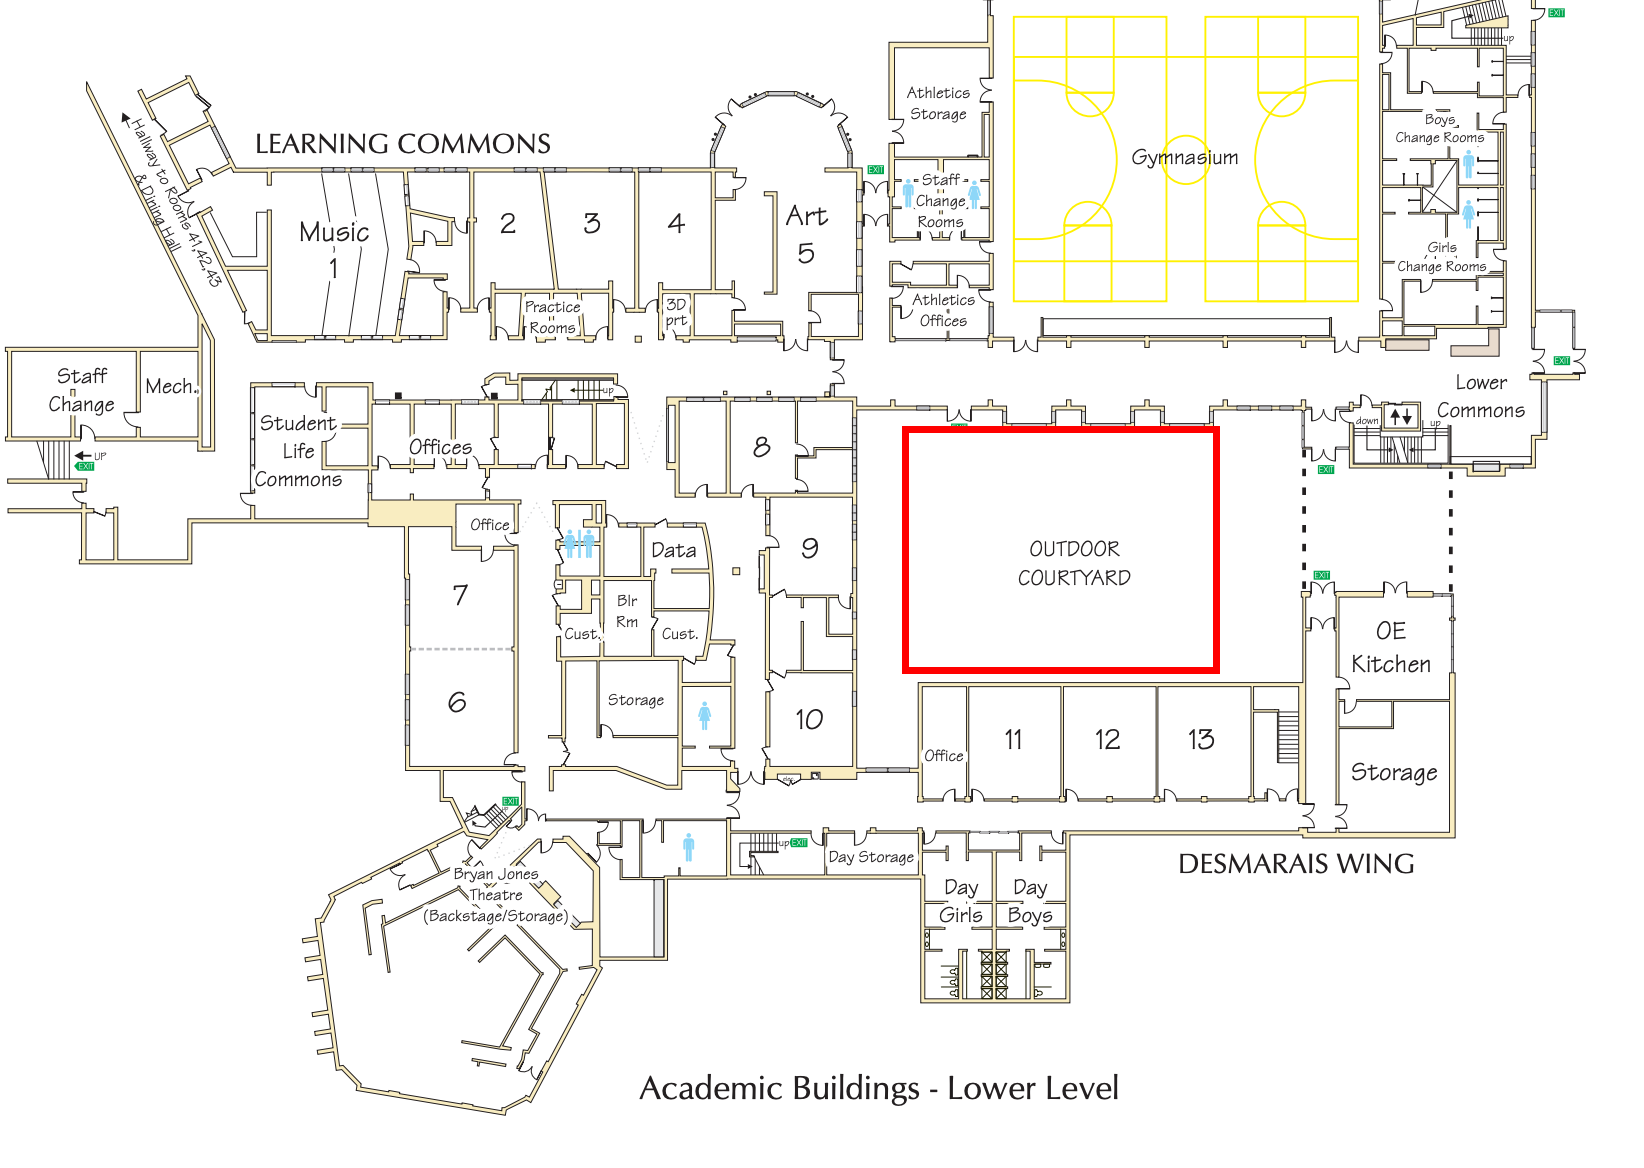 EXIT
up
Athletics
Storage
Gymnasium
Boys
Change Rooms
LEARNING COMMONS
EXIT
Hallway to Rooms 41,42,43
& Dining Hall
Staff
Change
Rooms
Music
1
2
3
4
Art
5
Girls
Change Rooms
Practice
Rooms
3D
prt
Athletics
Offices
EXIT
Staff
Change
Mech.
up
Lower
Commons
Student
Life
Commons
Offices
8
down
up
UP
EXIT
EXIT
Office
Data
9
OUTDOOR
COURTYARD
EXIT
7
Blr
Rm
Cust.
Cust.
OE
Kitchen
6
Storage
10
11
12
13
Office
Storage
elec
EXIT
up
up
EXIT
Day Storage
DESMARAIS WING
Bryan Jones
Theatre
(Backstage/Storage)
Day
Girls
Day
Boys
Academic Buildings - Lower Level